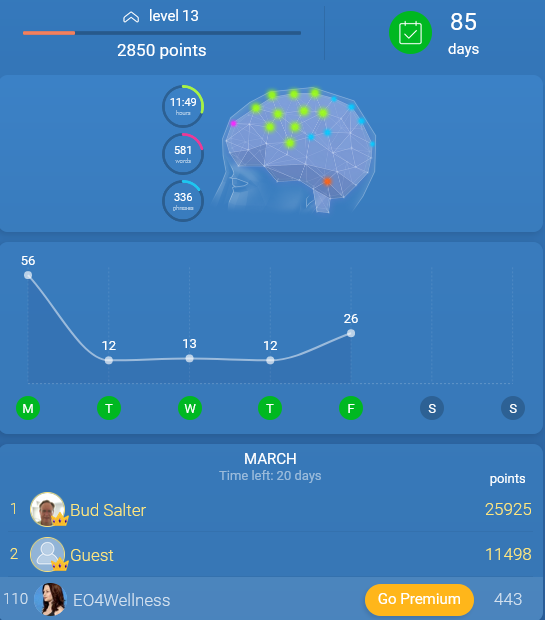 level 13
85
2850 points
days
11:49
hours
581
words
336
phrases
56
12
13
12
26
M T W T F S S
MARCH
Time left: 20 days
points
1 Bud Salter 25925
2 Guest 11498
110 EO4Wellness Go Premium 443